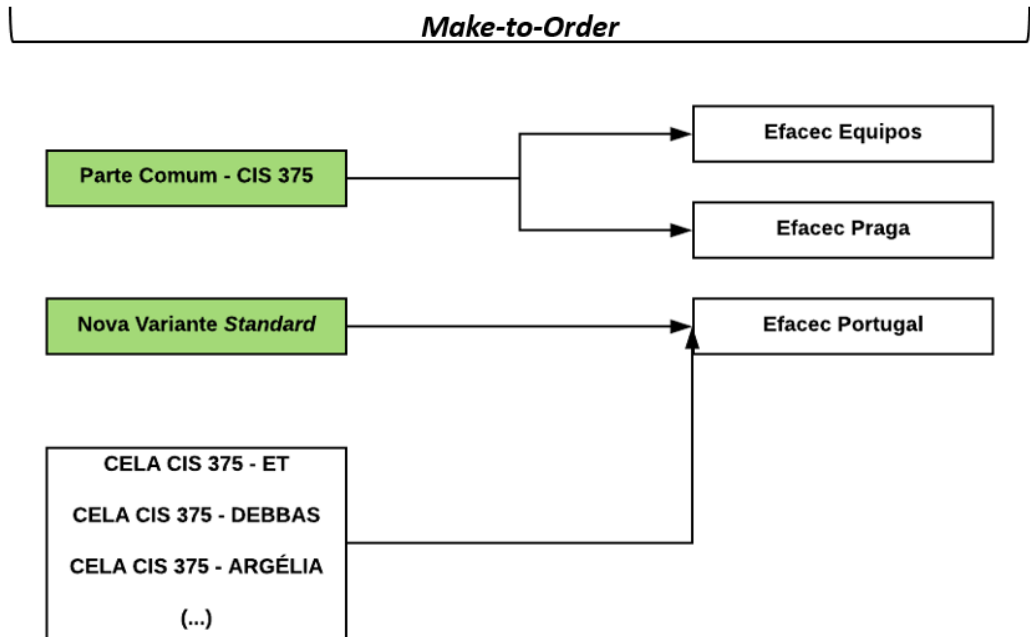 Make-to-Order
Parte Comum - CIS 375
Efacec Equipos
Efacec Praga
Nova Variante Standard
Efacec Portugal
CELA CIS 375 - ET
CELA CIS 375 - DEBBAS
CELA CIS 375 - ARGÉLIA
(...)